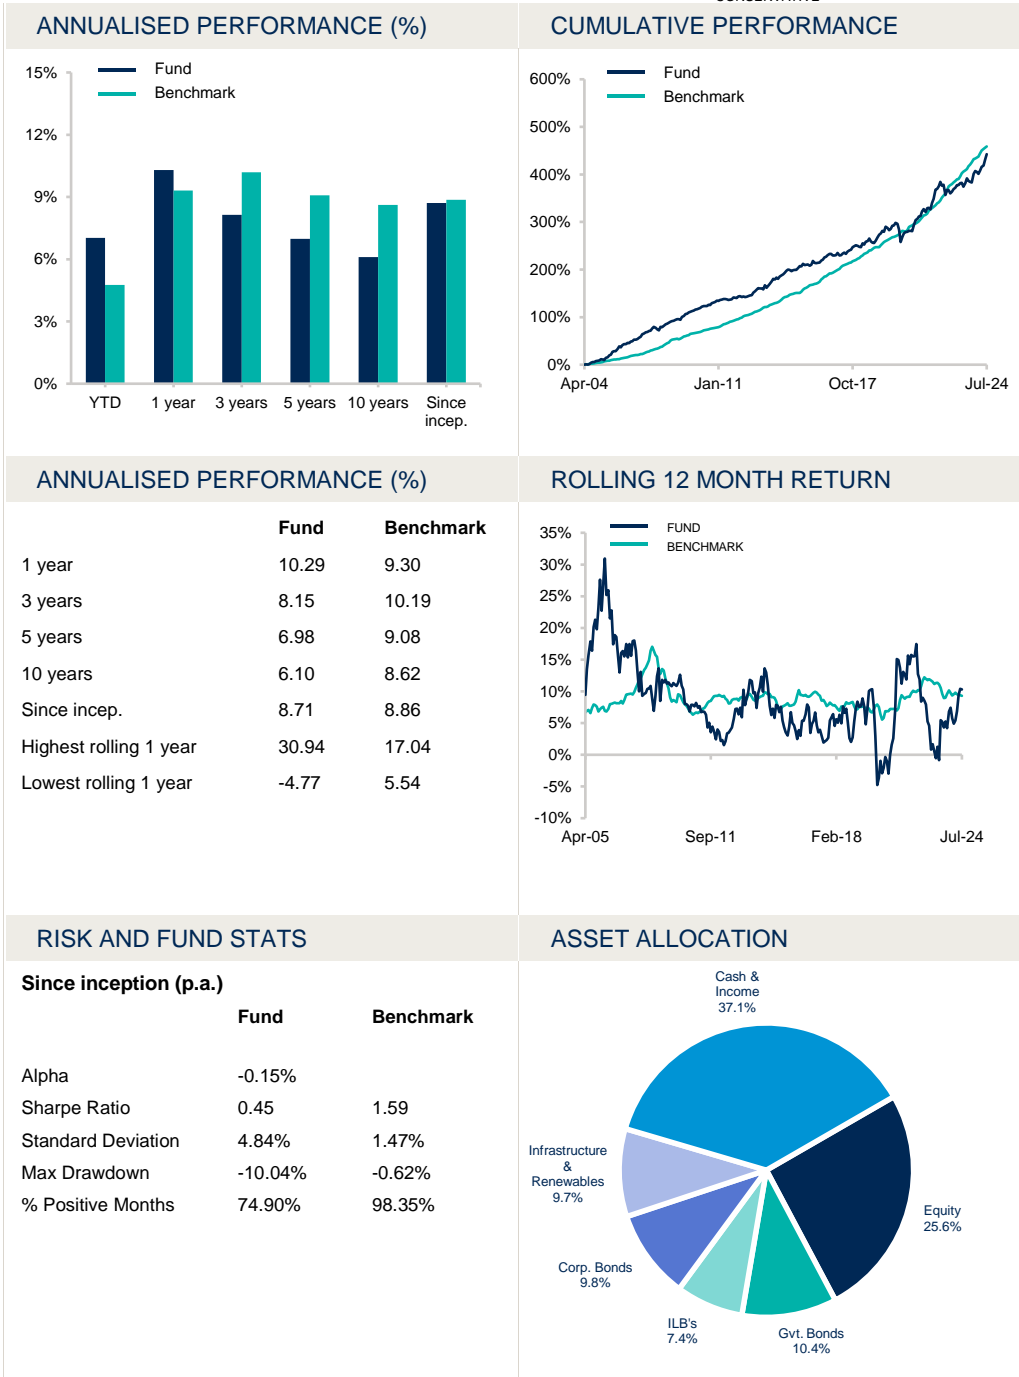 CONSERVATIVE
ANNUALISED PERFORMANCE (%)
15%
12%
9%
6%
3%
0%
Fund
Benchmark
YTD
1 year
3 years
5 years
10 years
Since
incep.
CUMULATIVE PERFORMANCE
600%
500%
400%
300%
200%
100%
0%
Fund
Benchmark
Apr-04
Jan-11
Oct-17
Jul-24
ANNUALISED PERFORMANCE (%)
Fund Benchmark
1 year 10.29 9.30
3 years 8.15 10.19
5 years 6.98 9.08
10 years 6.10 8.62
Since incep. 8.71 8.86
Highest rolling 1 year 30.94 17.04
Lowest rolling 1 year -4.77 5.54
ROLLING 12 MONTH RETURN
35%
30%
25%
20%
15%
10%
5%
0%
-5%
-10%
FUND
BENCHMARK
Apr-05
Sep-11
Feb-18
Jul-24
RISK AND FUND STATS
Since inception (p.a.)
Fund Benchmark
Alpha -0.15%
Sharpe Ratio 0.45 1.59
Standard Deviation 4.84% 1.47%
Max Drawdown -10.04% -0.62%
% Positive Months 74.90% 98.35%
ASSET ALLOCATION
Cash &
Income
37.1%
Infrastructure
&
Renewables
9.7%
Equity
25.6%
Corp. Bonds
9.8%
ILB's
7.4%
Gvt. Bonds
10.4%